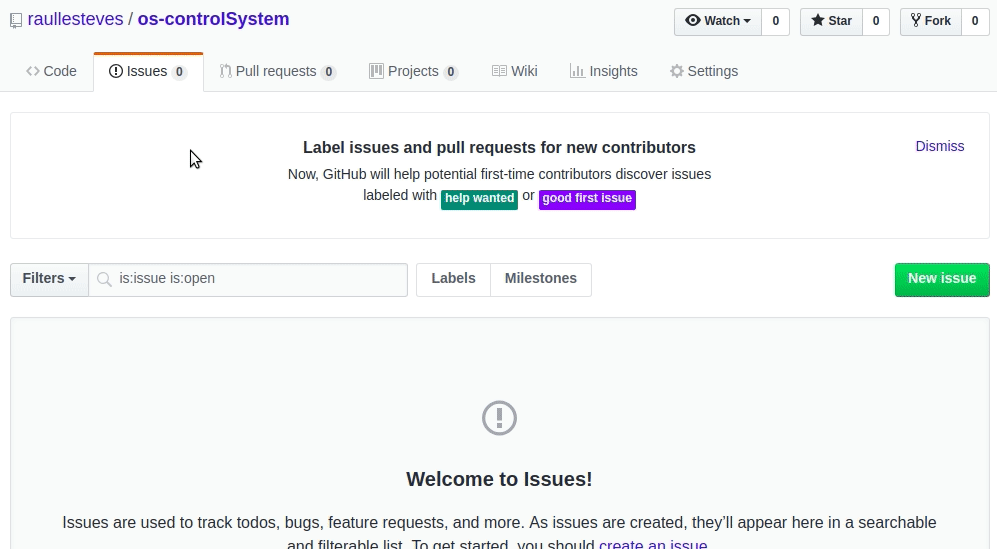 raullesteves / os-controlSystem
Watch 0 Star 0 Fork 0
Code Issues 0 Pull requests 0 Projects 0 Wiki Insights Settings
Label issues and pull requests for new contributors
Dismiss
Now, GitHub will help potential first-time contributors discover issues
labeled with help wanted or good first issue
Filters is:issue is:open Labels Milestones New issue
Welcome to Issues!
Issues are used to track todos, bugs, feature requests, and more. As issues are created, they’ll appear here in a searchable
and filterable list. To get started, you should create an issue.